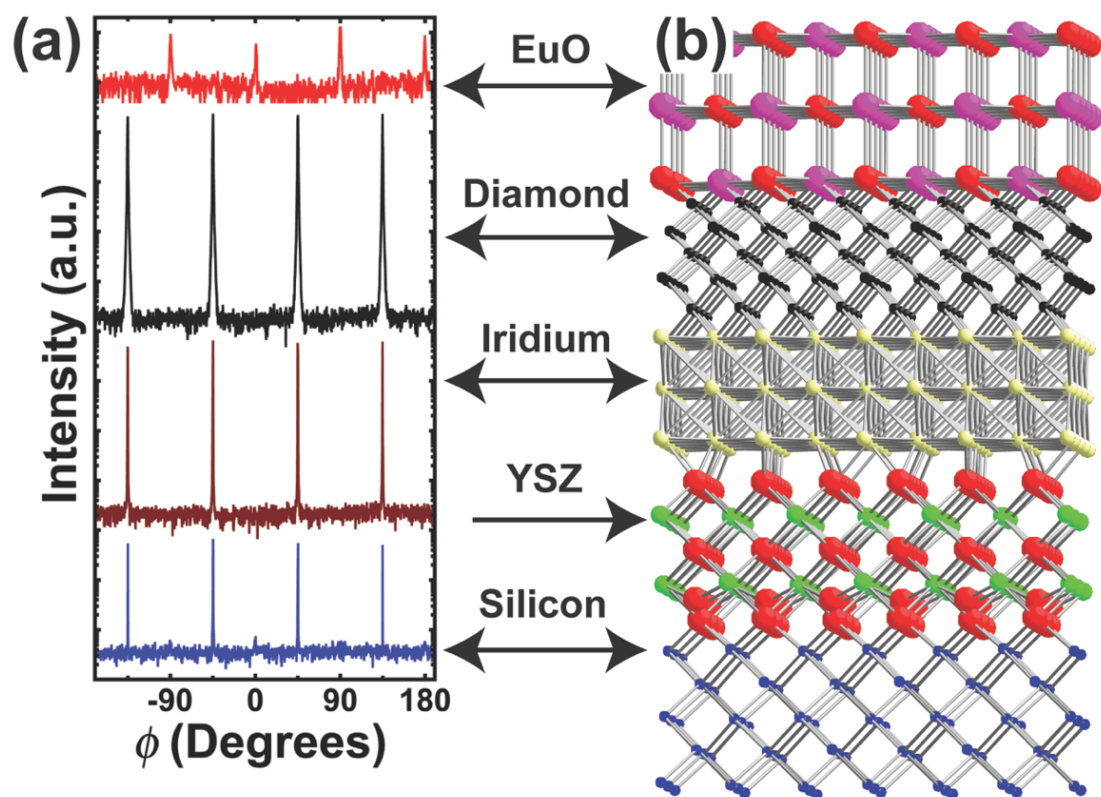 (a)
(b)
EuO
Diamond
Iridium
YSZ
Silicon
Intensity (a.u.)
-90 0 90 180
ϕ (Degrees)